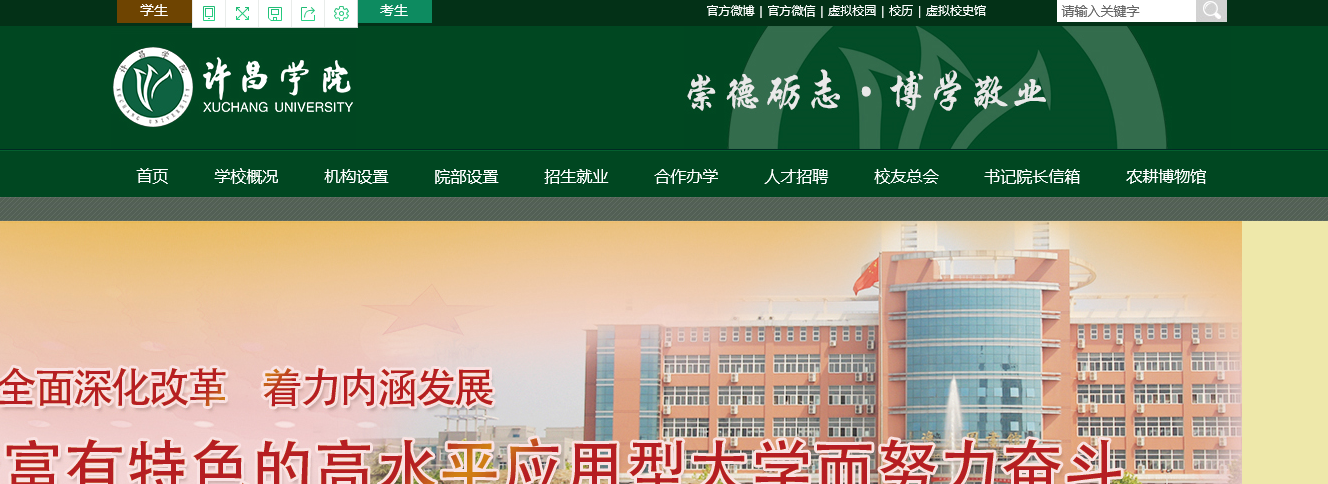 学生
考生
官方微博 | 官方微信 | 虚拟校园 | 校历 | 虚拟校史馆
请输入关键字
许昌学院
XUCHANG UNIVERSITY
许昌学院
XUCHANG UNIVERSITY
崇德砺志·博学敬业
首页 学校概况 机构设置 院部设置 招生就业 合作办学 人才招聘 校友总会 书记院长信箱 农耕博物馆
全面深化改革 着力内涵发展
富有特色的高水平应用型大学而努力奋斗